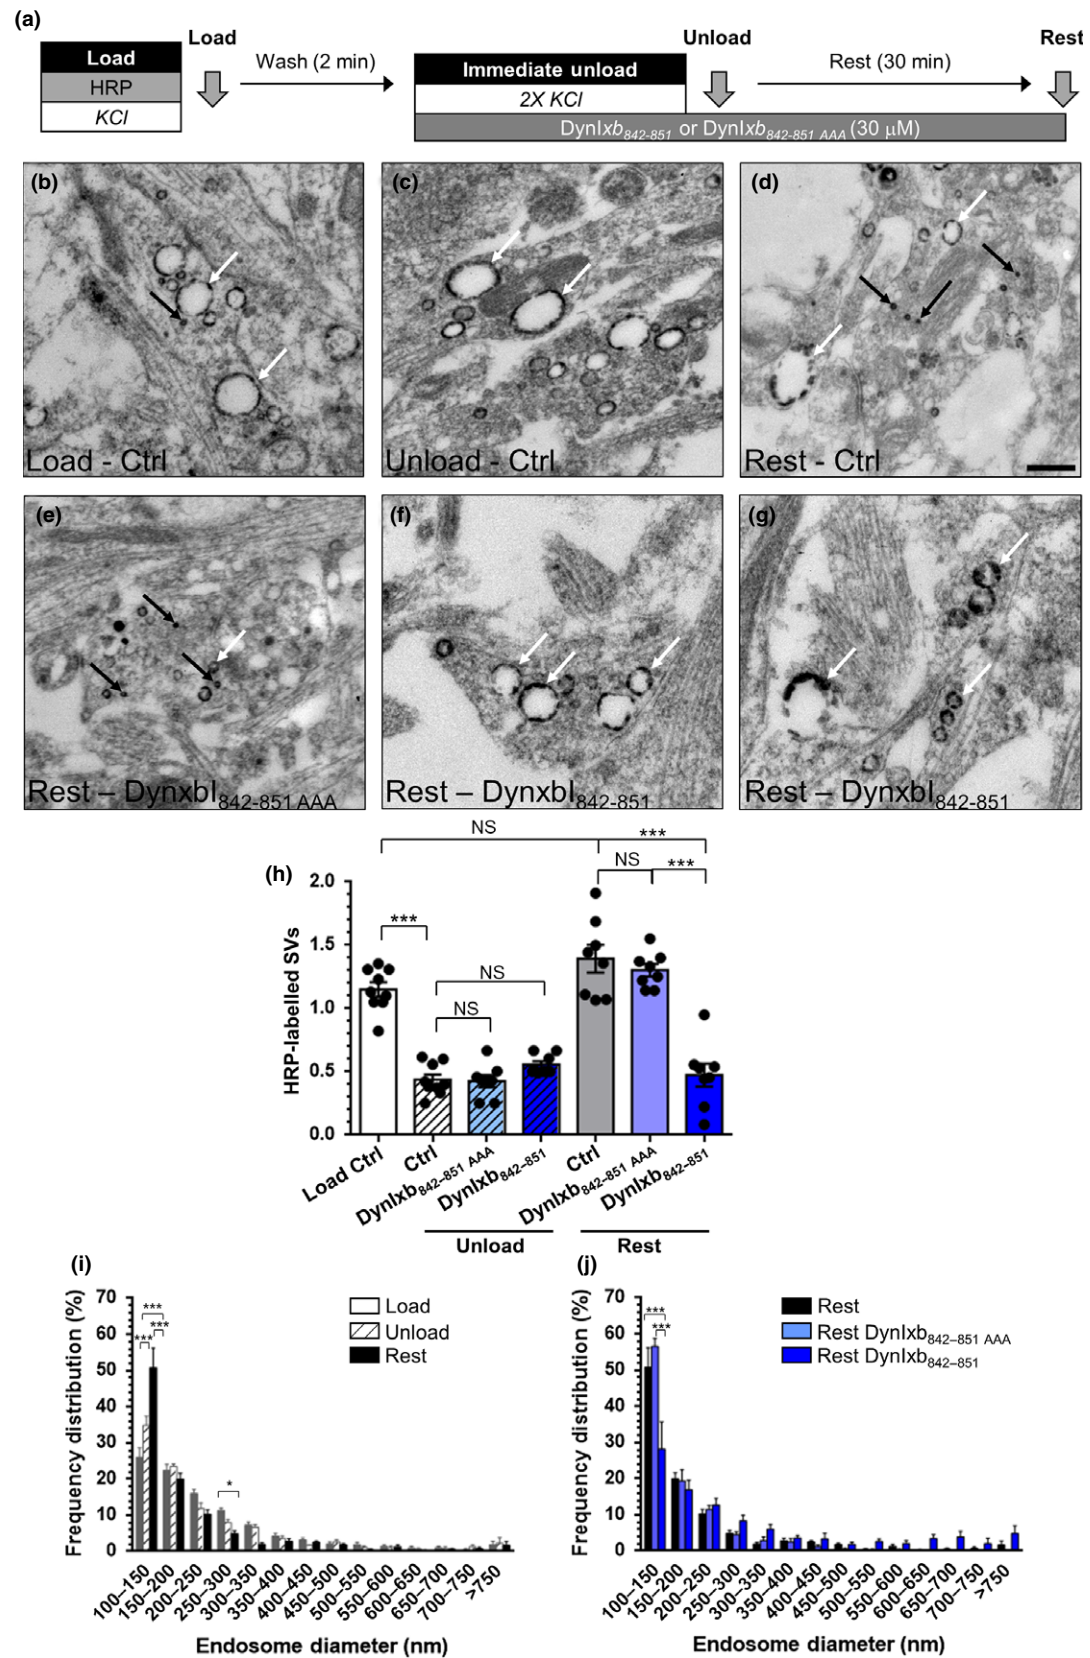 (a)
Load
HRP
KCl
Load
Wash (2 min)
Immediate unload
2X KCl
Unload
Rest (30 min)
Rest
DynIxb842-851 or DynIxb842-851 AAA (30 μM)
(b)
Load - Ctrl
(c)
Unload - Ctrl
(d)
Rest - Ctrl
(e)
Rest – DynxbI842-851 AAA
(f)
Rest – DynxbI842-851
(g)
Rest – DynxbI842-851
(h)
NS
***
NS
***
***
NS
NS
HRP-labelled SVs
2.0
1.5
1.0
0.5
0.0
Load Ctrl
Ctrl
DynIxb842–851 AAA
DynIxb842–851
Ctrl
DynIxb842–851 AAA
DynIxb842–851
Unload
Rest
(i)
Frequency distribution (%)
70
60
50
40
30
20
10
0
***
***
***
*
Load
Unload
Rest
100–150
150–200
200–250
250–300
300–350
350–400
400–450
450–500
500–550
550–600
600–650
650–700
700–750
>750
Endosome diameter (nm)
(j)
Frequency distribution (%)
70
60
50
40
30
20
10
0
***
***
Rest
Rest DynIxb842–851 AAA
Rest DynIxb842–851
100–150
150–200
200–250
250–300
300–350
350–400
400–450
450–500
500–550
550–600
600–650
650–700
700–750
>750
Endosome diameter (nm)